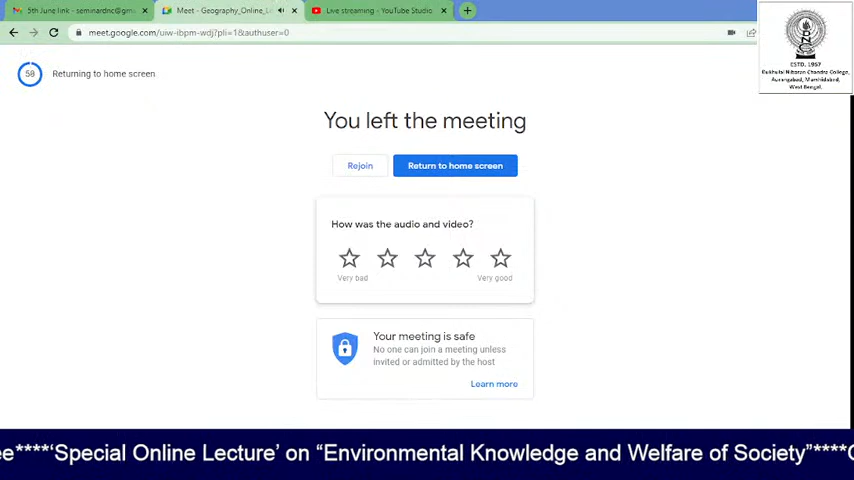 5th June link - seminardnc@gm
Meet - Geography_Online_L
Live streaming - YouTube Studio
meet.google.com/uiw-ibpm-wdj?pli=1&authuser=0
ESTD. 1967
Dukhulal Nibaran Chandra College,
Aurangabad, Murshidabad,
West Bengal.
50
Returning to home screen
You left the meeting
Rejoin
Return to home screen
How was the audio and video?
Very bad
Very good
Your meeting is safe
No one can join a meeting unless
invited or admitted by the host
Learn more
ee****‘Special Online Lecture’ on “Environmental Knowledge and Welfare of Society”****